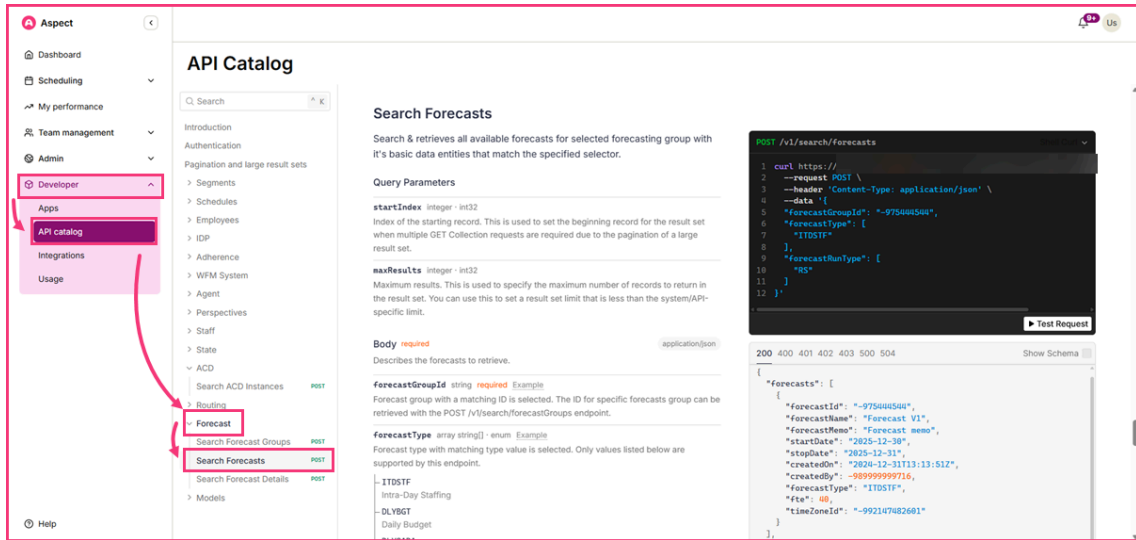 Aspect
9+
Us
Dashboard
Scheduling
My performance
Team management
Admin
Developer
Apps
API catalog
Integrations
Usage
Help
API Catalog
Search
^ K
Introduction
Authentication
Pagination and large result sets
Segments
Schedules
Employees
IDP
Adherence
WFM System
Agent
Perspectives
Staff
State
ACD
Search ACD Instances POST
Routing
Forecast
Search Forecast Groups POST
Search Forecasts POST
Search Forecast Details POST
Models
Search Forecasts
Search & retrieves all available forecasts for selected forecasting group with
it's basic data entities that match the specified selector.
Query Parameters
startIndex integer · int32
Index of the starting record. This is used to set the beginning record for the result set
when multiple GET Collection requests are required due to the pagination of a large
result set.
maxResults integer · int32
Maximum results. This is used to specify the maximum number of records to return in
the result set. You can use this to set a result set limit that is less than the system/API-
specific limit.
Body required application/json
Describes the forecasts to retrieve.
forecastGroupId string required Example
Forecast group with a matching ID is selected. The ID for specific forecasts group can be
retrieved with the POST /v1/search/forecastGroups endpoint.
forecastType array string[] · enum Example
Forecast type with matching type value is selected. Only values listed below are
supported by this endpoint.
ITDSTF
Intra-Day Staffing
DLYBGT
Daily Budget
POST /v1/search/forecasts
1 curl https://
2 --request POST \
3 --header 'Content-Type: application/json' \
4 --data '{
5 "forecastGroupId": "-975444544",
6 "forecastType": [
7 "ITDSTF"
8 ],
9 "forecastRunType": [
10 "RS"
11 ]
12 }'
Test Request
200 400 401 402 403 500 504 Show Schema
{
"forecasts": [
{
"forecastId": "-975444544",
"forecastName": "Forecast V1",
"forecastMemo": "Forecast memo",
"startDate": "2025-12-30",
"stopDate": "2025-12-31",
"createdOn": "2024-12-31T13:13:51Z",
"createdBy": -989999999716,
"forecastType": "ITDSTF",
"fte": 40,
"timeZoneId": "-992147482601"
}
],